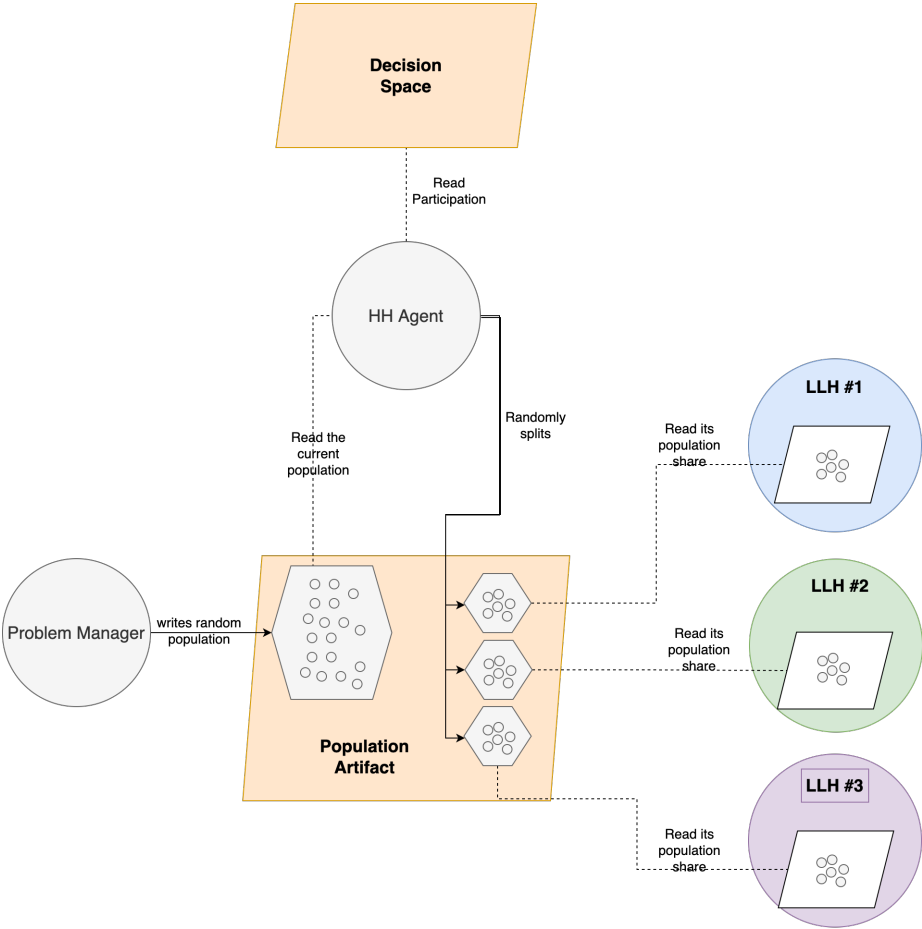 Decision
Space
Read
Participation
HH Agent
Read the
current
population
Randomly
splits
LLH #1
Read its
population
share
Problem Manager
writes random
population
LLH #2
Read its
population
share
Population
Artifact
LLH #3
Read its
population
share